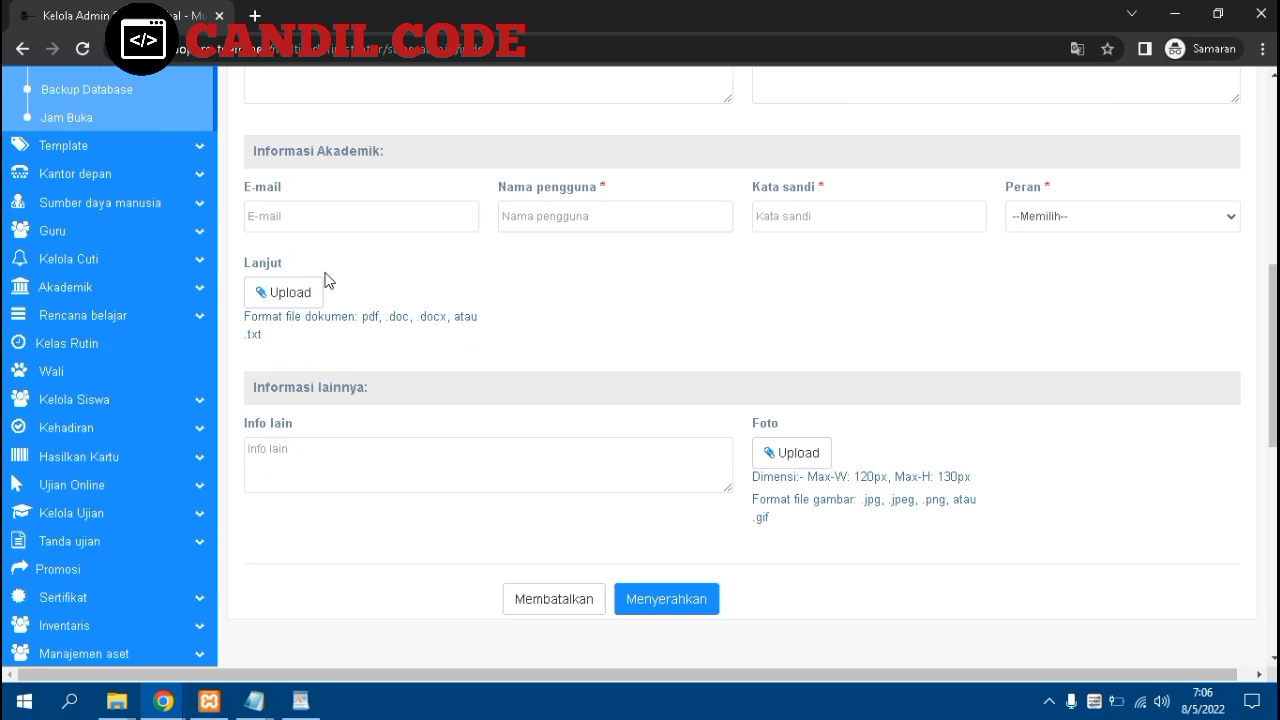 Kelola Admin
al - Mu
CANDIL CODE
Samaran
Backup Database
Jam Buka
Template
Kantor depan
Sumber daya manusia
Guru
Kelola Cuti
Akademik
Rencana belajar
Kelas Rutin
Wali
Kelola Siswa
Kehadiran
Hasilkan Kartu
Ujian Online
Kelola Ujian
Tanda ujian
Promosi
Sertifikat
Inventaris
Manajemen aset
Informasi Akademik:
E-mail
Nama pengguna *
Kata sandi *
Peran *
E-mail
Nama pengguna
Kata sandi
--Memilih--
Lanjut
Upload
Format file dokumen: pdf, .doc, .docx, atau
.txt
Informasi lainnya:
Info lain
Foto
Info lain
Upload
Dimensi:- Max-W: 120px, Max-H: 130px
Format file gambar: .jpg, .jpeg, .png, atau
.gif
Membatalkan
Menyerahkan
7:06
8/5/2022